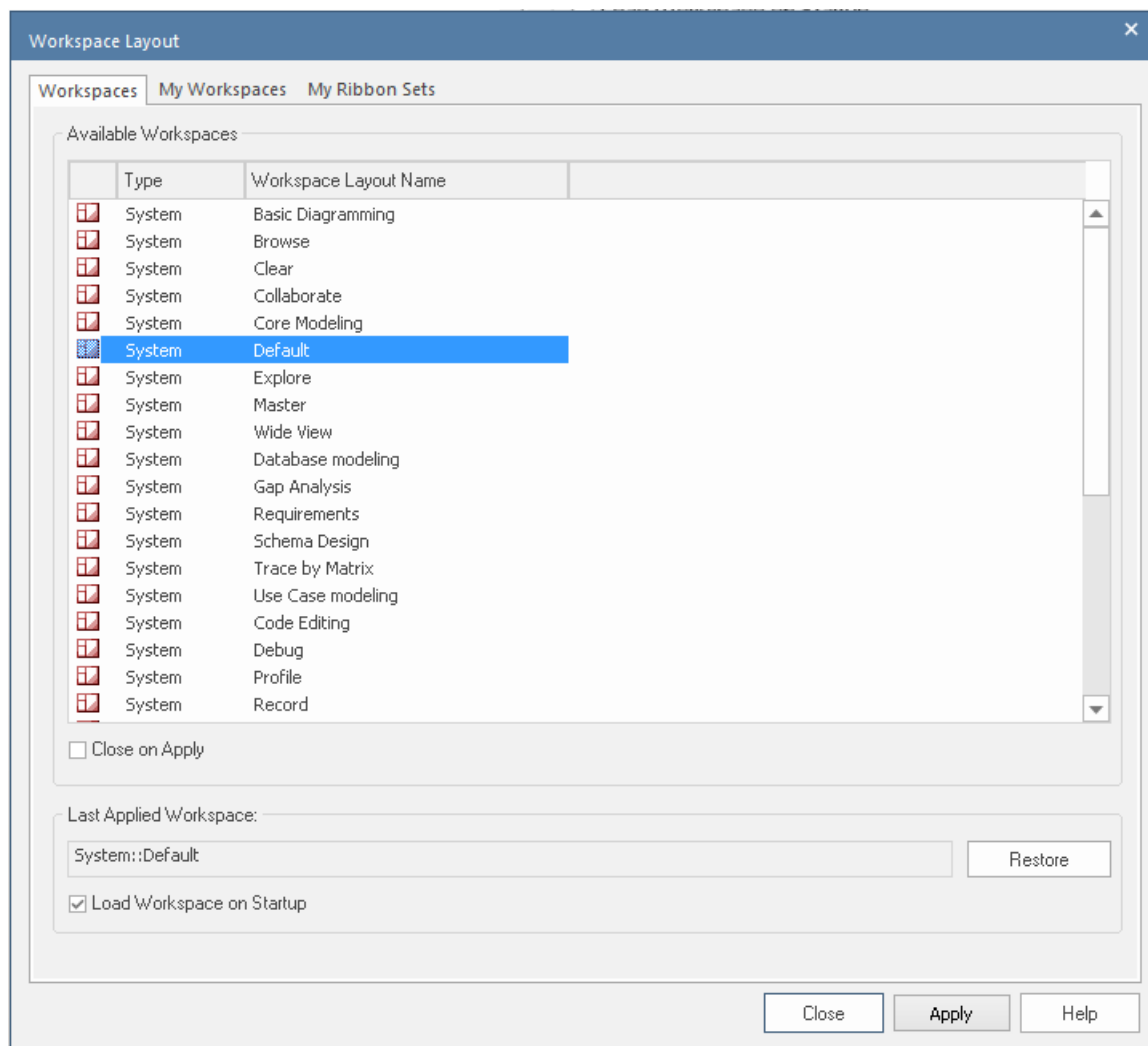 Workspace Layout
Workspaces My Workspaces My Ribbon Sets
Available Workspaces
Type Workspace Layout Name
System Basic Diagramming
System Browse
System Clear
System Collaborate
System Core Modeling
System Default
System Explore
System Master
System Wide View
System Database modeling
System Gap Analysis
System Requirements
System Schema Design
System Trace by Matrix
System Use Case modeling
System Code Editing
System Debug
System Profile
System Record
Close on Apply
Last Applied Workspace:
System::Default
Restore
Load Workspace on Startup
Close Apply Help